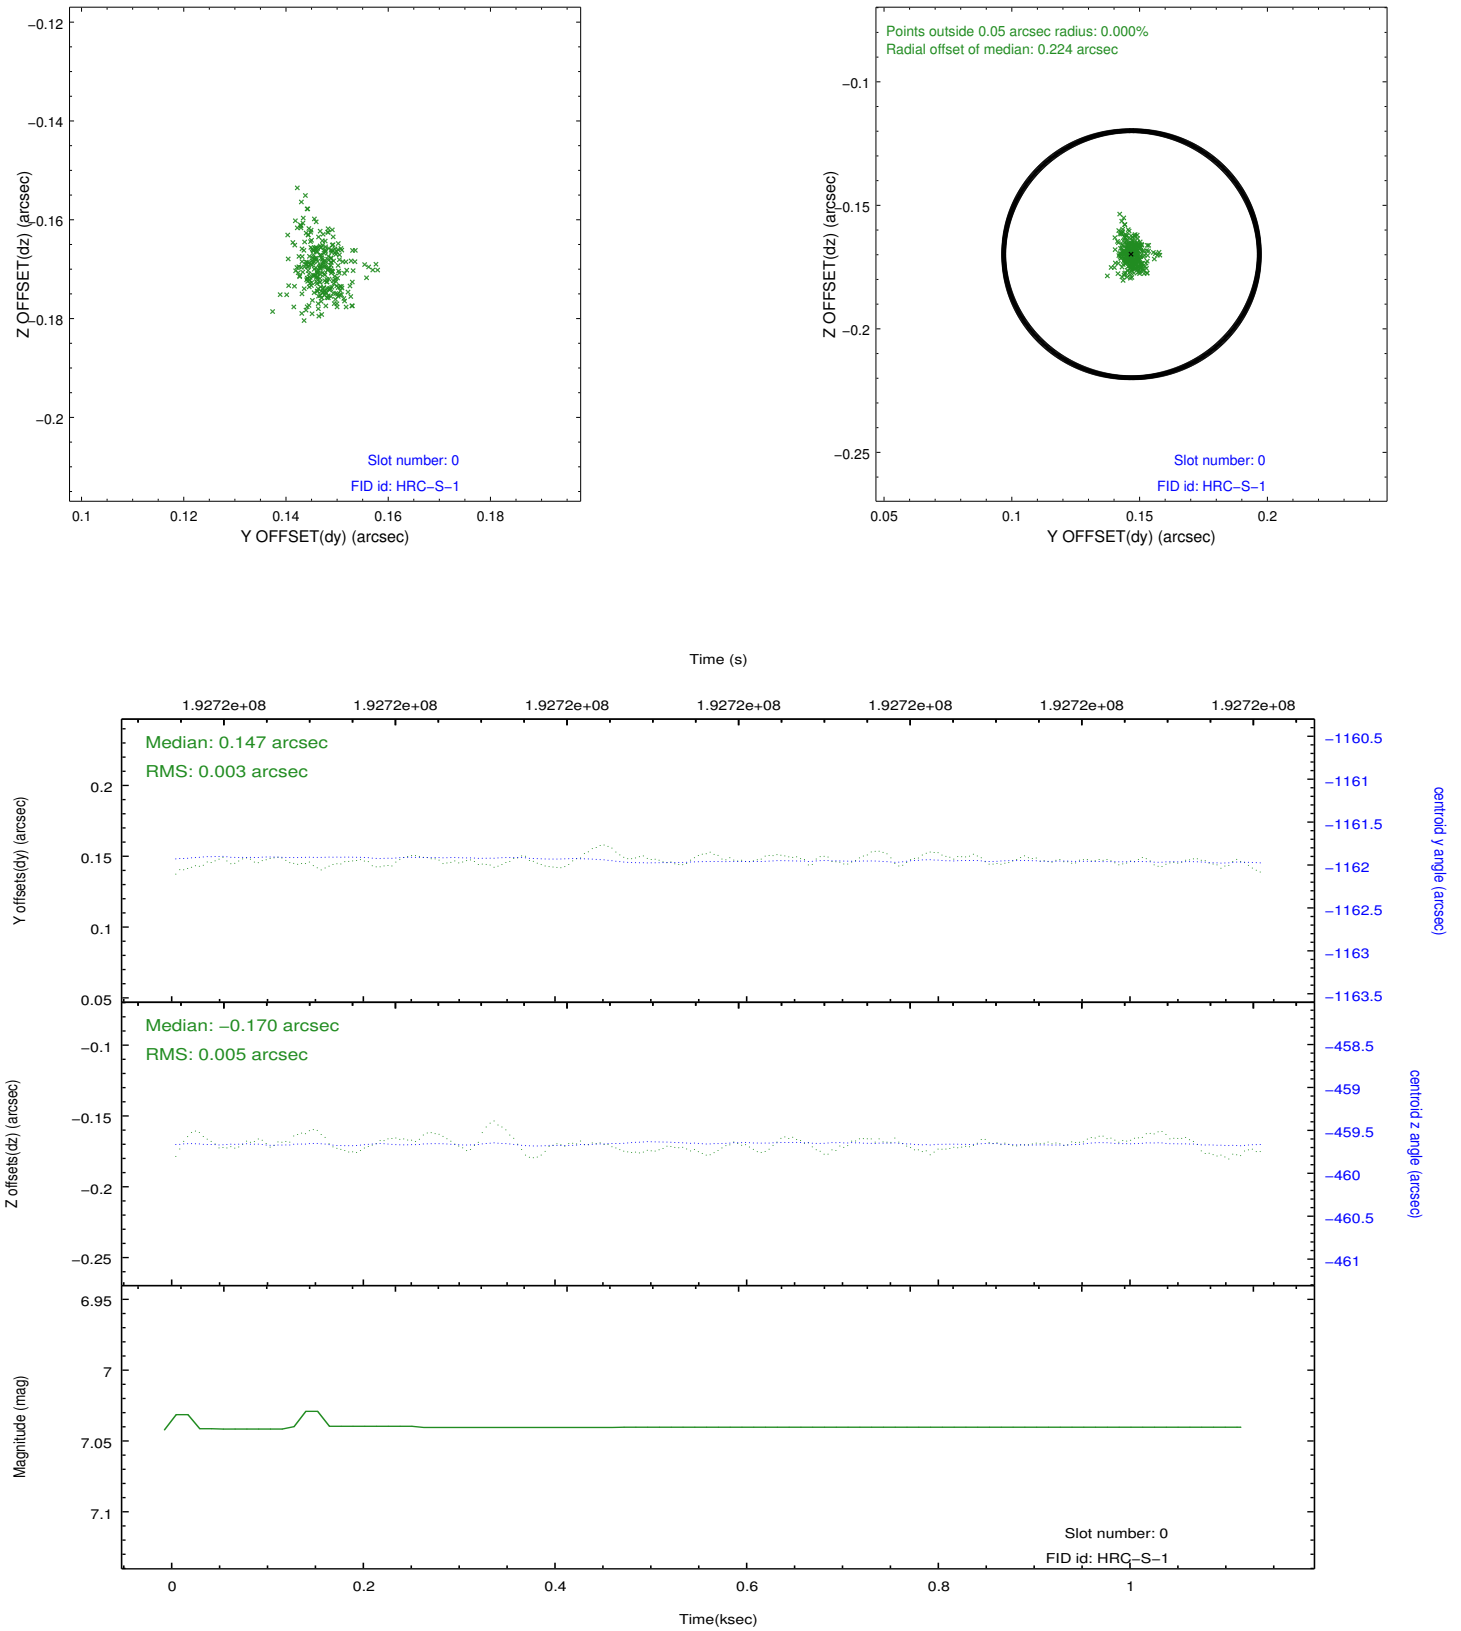 −0.12
−0.14
−0.16
−0.18
−0.2
Z OFFSET(dz) (arcsec)
Slot number: 0
FID id: HRC−S−1
0.1 0.12 0.14 0.16 0.18
Y OFFSET(dy) (arcsec)
Points outside 0.05 arcsec radius: 0.000%
Radial offset of median: 0.224 arcsec
−0.1
−0.15
−0.2
−0.25
Z OFFSET(dz) (arcsec)
Slot number: 0
FID id: HRC−S−1
0.05 0.1 0.15 0.2
Y OFFSET(dy) (arcsec)
Time (s)
1.9272e+08 1.9272e+08 1.9272e+08 1.9272e+08 1.9272e+08 1.9272e+08 1.9272e+08
Median: 0.147 arcsec
RMS: 0.003 arcsec
0.2
0.15
0.1
0.05
Y offsets(dy) (arcsec)
−1160.5
−1161
−1161.5
−1162
−1162.5
−1163
−1163.5
centroid y angle (arcsec)
Median: −0.170 arcsec
RMS: 0.005 arcsec
−0.1
−0.15
−0.2
−0.25
Z offsets(dz) (arcsec)
−458.5
−459
−459.5
−460
−460.5
−461
centroid z angle (arcsec)
6.95
7
7.05
7.1
Magnitude (mag)
Slot number: 0
FID id: HRC−S−1
0 0.2 0.4 0.6 0.8 1
Time(ksec)